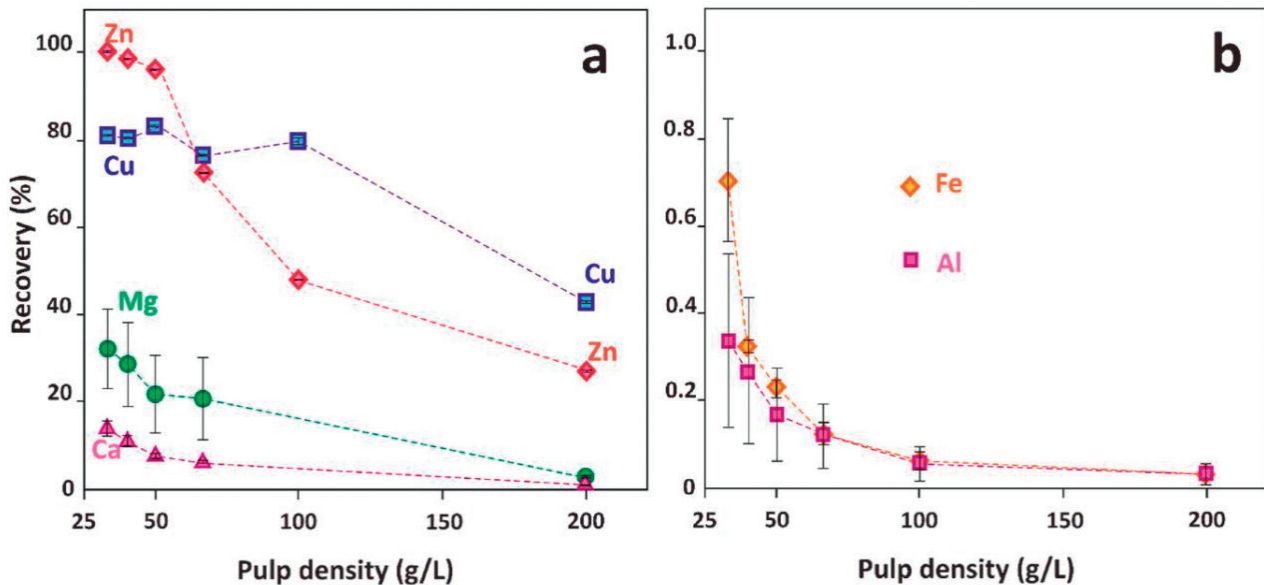 a
Zn
Cu
Mg
Ca
Cu
Zn
100
80
60
40
20
0
25 50 100 150 200
Recovery (%)
Pulp density (g/L)
b
Fe
Al
1.0
0.8
0.6
0.4
0.2
0
25 50 100 150 200
Pulp density (g/L)